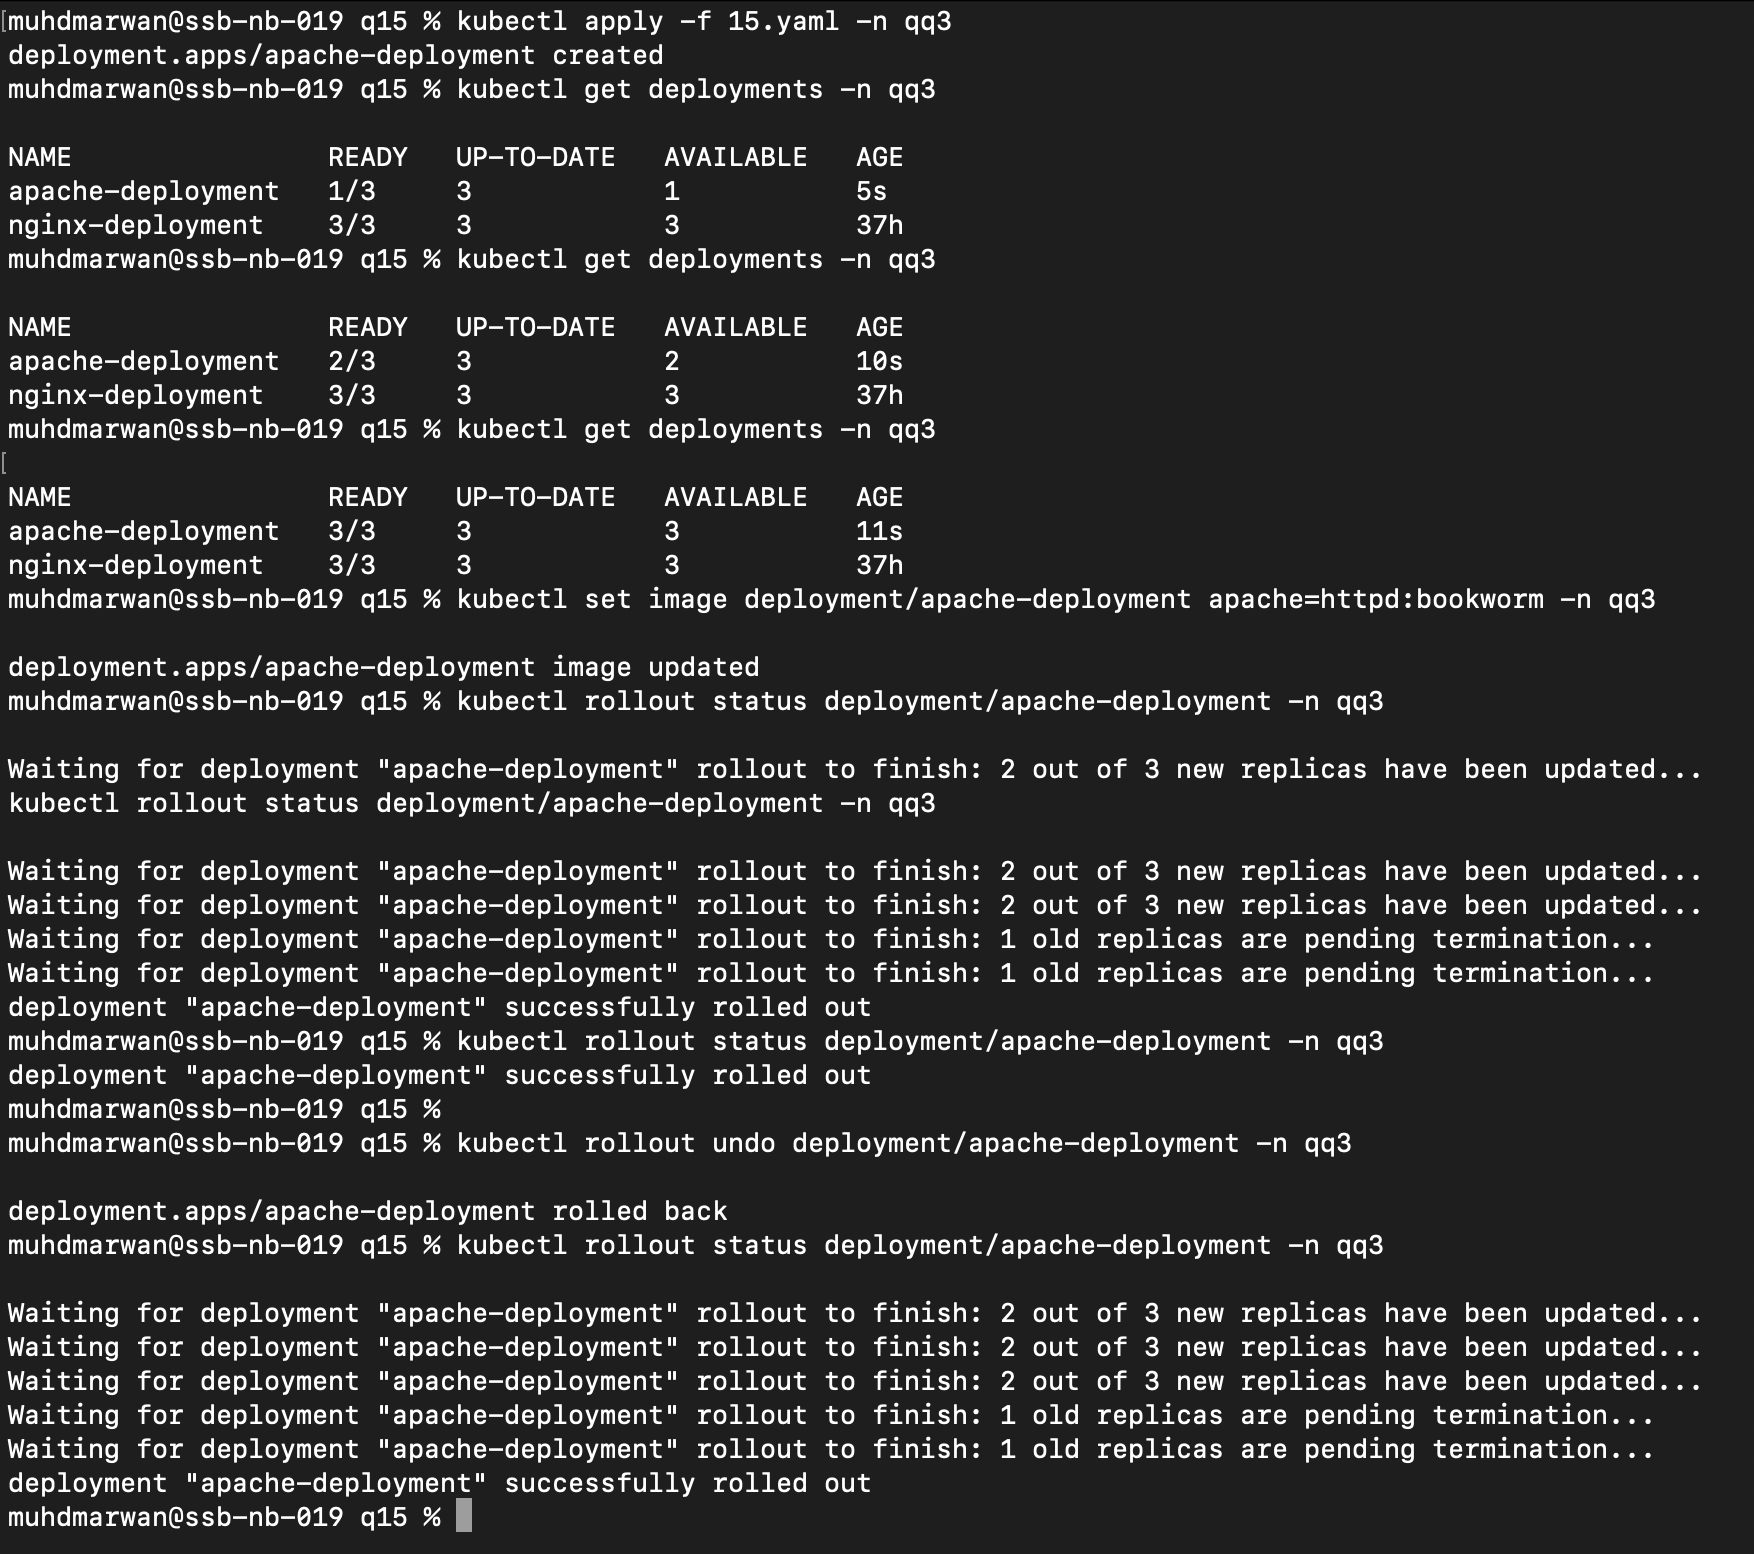 [muhdmarwan@ssb-nb-019 q15 % kubectl apply -f 15.yaml -n qq3
deployment.apps/apache-deployment created
muhdmarwan@ssb-nb-019 q15 % kubectl get deployments -n qq3
NAME                READY   UP-TO-DATE   AVAILABLE   AGE
apache-deployment   1/3     3            1           5s
nginx-deployment    3/3     3            3           37h
muhdmarwan@ssb-nb-019 q15 % kubectl get deployments -n qq3
NAME                READY   UP-TO-DATE   AVAILABLE   AGE
apache-deployment   2/3     3            2           10s
nginx-deployment    3/3     3            3           37h
muhdmarwan@ssb-nb-019 q15 % kubectl get deployments -n qq3
[
NAME                READY   UP-TO-DATE   AVAILABLE   AGE
apache-deployment   3/3     3            3           11s
nginx-deployment    3/3     3            3           37h
muhdmarwan@ssb-nb-019 q15 % kubectl set image deployment/apache-deployment apache=httpd:bookworm -n qq3
deployment.apps/apache-deployment image updated
muhdmarwan@ssb-nb-019 q15 % kubectl rollout status deployment/apache-deployment -n qq3
Waiting for deployment "apache-deployment" rollout to finish: 2 out of 3 new replicas have been updated...
kubectl rollout status deployment/apache-deployment -n qq3
Waiting for deployment "apache-deployment" rollout to finish: 2 out of 3 new replicas have been updated...
Waiting for deployment "apache-deployment" rollout to finish: 2 out of 3 new replicas have been updated...
Waiting for deployment "apache-deployment" rollout to finish: 1 old replicas are pending termination...
Waiting for deployment "apache-deployment" rollout to finish: 1 old replicas are pending termination...
deployment "apache-deployment" successfully rolled out
muhdmarwan@ssb-nb-019 q15 % kubectl rollout status deployment/apache-deployment -n qq3
deployment "apache-deployment" successfully rolled out
muhdmarwan@ssb-nb-019 q15 %
muhdmarwan@ssb-nb-019 q15 % kubectl rollout undo deployment/apache-deployment -n qq3
deployment.apps/apache-deployment rolled back
muhdmarwan@ssb-nb-019 q15 % kubectl rollout status deployment/apache-deployment -n qq3
Waiting for deployment "apache-deployment" rollout to finish: 2 out of 3 new replicas have been updated...
Waiting for deployment "apache-deployment" rollout to finish: 2 out of 3 new replicas have been updated...
Waiting for deployment "apache-deployment" rollout to finish: 2 out of 3 new replicas have been updated...
Waiting for deployment "apache-deployment" rollout to finish: 1 old replicas are pending termination...
Waiting for deployment "apache-deployment" rollout to finish: 1 old replicas are pending termination...
deployment "apache-deployment" successfully rolled out
muhdmarwan@ssb-nb-019 q15 %